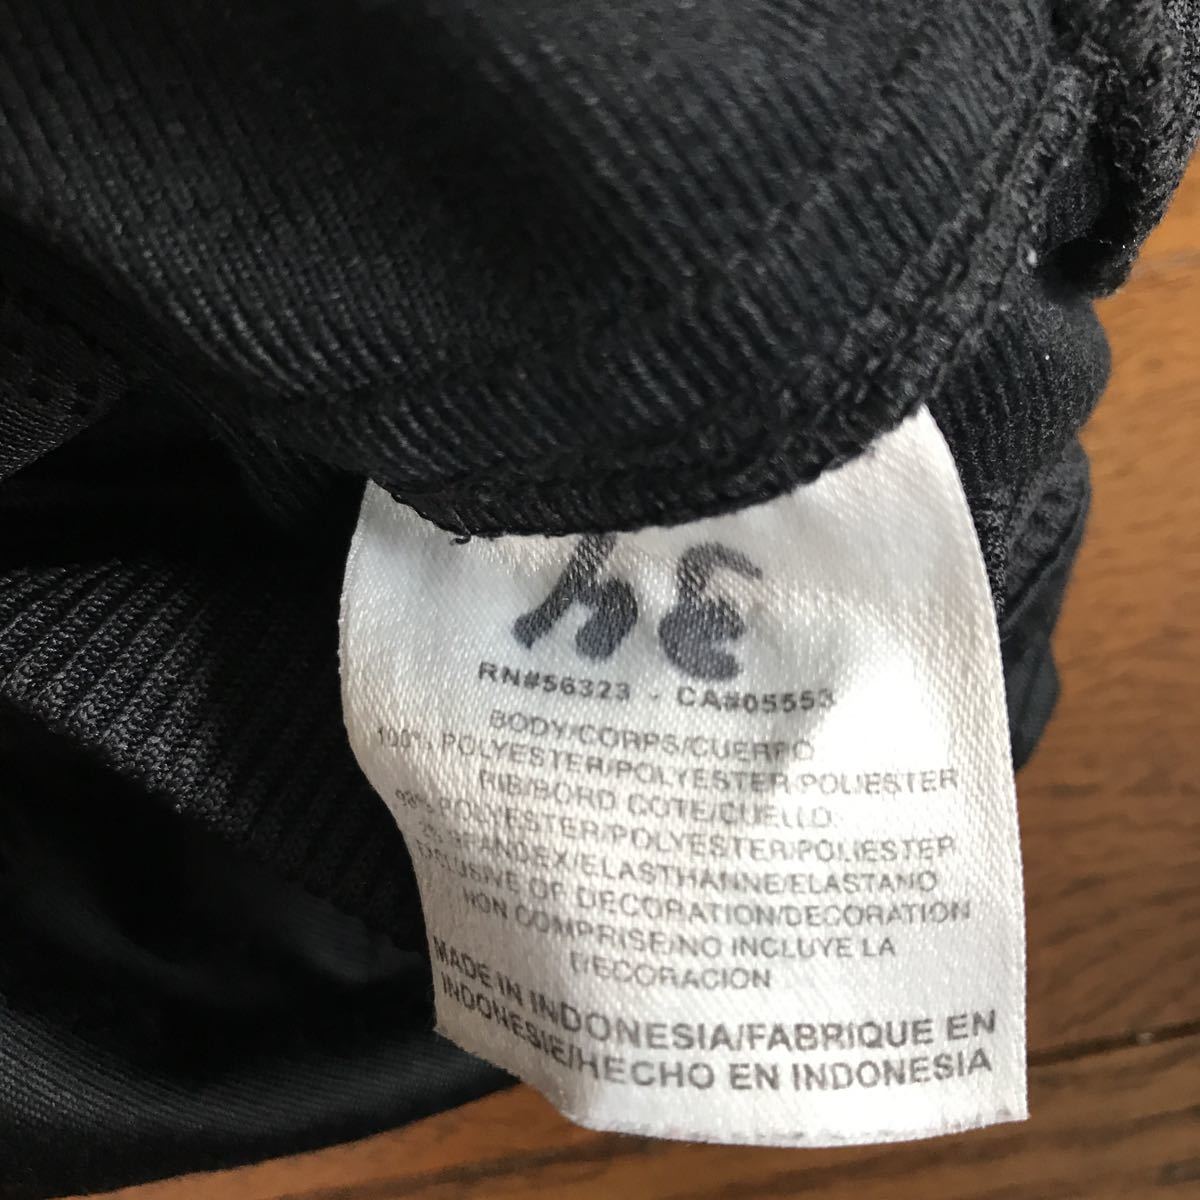 RN#56323 - CA#05553
BODY/CORPS/CUERPO
100% POLYESTER/POLYESTER/POLIESTER
RIB/BORD COTE/CUELLO
98% POLYESTER/POLYESTER/POLIESTER
2% SPANDEX/ELASTHANNE/ELASTANO
EXCLUSIVE OF DECORATION/DECORATION
NON COMPRISE/NO INCLUYE LA
DECORACION
MADE IN INDONESIA/FABRIQUE EN
INDONESIE/HECHO EN INDONESIA